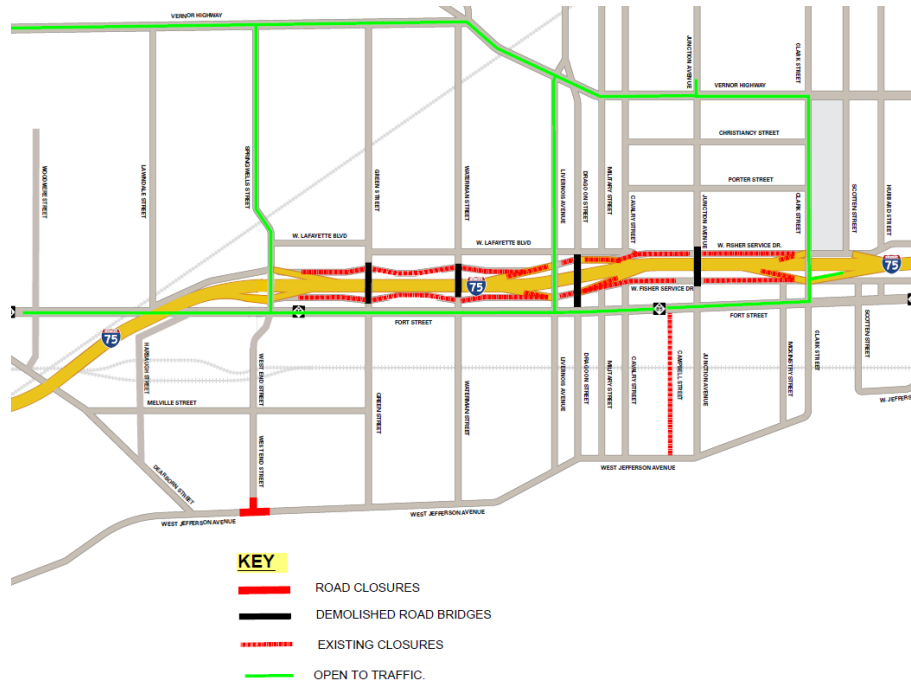 VERNOR HIGHWAY
JUNCTION AVENUE
CLARK STREET
VERNOR HIGHWAY
CHRISTIANCY STREET
PORTER STREET
WOODMERE STREET
LAWNDALE STREET
SPRINGWELLS STREET
GREEN STREET
WATERMAN STREET
LIVERNOIS AVENUE
DRAGOON STREET
MILITARY STREET
CAVALRY STREET
JUNCTION AVENUE
CLARK STREET
SCOTTEN STREET
HUBBARD STREET
W. LAFAYETTE BLVD
W. LAFAYETTE BLVD
W. FISHER SERVICE DR.
75
75
W. FISHER SERVICE DR.
FORT STREET
FORT STREET
75
HARBAUGH STREET
WEST END STREET
GREEN STREET
WATERMAN STREET
LIVERNOIS AVENUE
DRAGOON STREET
MILITARY STREET
CAVALRY STREET
CAMPBELL STREET
JUNCTION AVENUE
MCKINSTRY STREET
CLARK STREET
SCOTTEN STREET
W. JEFFERS
MELVILLE STREET
WEST END STREET
DEARBORN STREET
WEST JEFFERSON AVENUE
WEST JEFFERSON AVENUE
WEST JEFFERSON AVENUE
KEY
ROAD CLOSURES
DEMOLISHED ROAD BRIDGES
EXISTING CLOSURES
OPEN TO TRAFFIC.